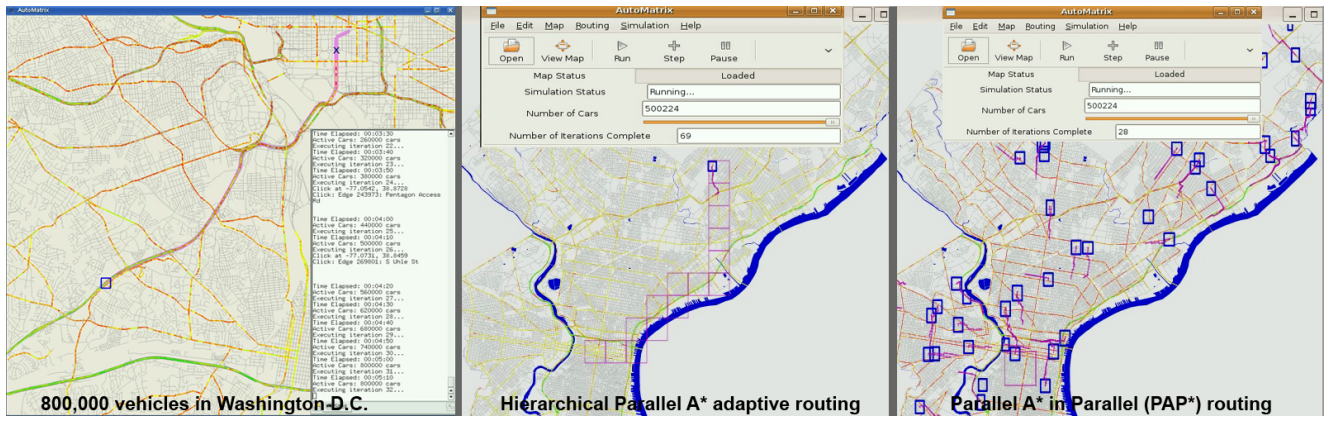 AutoMatrix
Time Elapsed: 00:03:30
Active Cars: 260000 cars
Executing iteration 22...
Time Elapsed: 00:03:40
Active Cars: 320000 cars
Executing iteration 23...
Time Elapsed: 00:03:50
Active Cars: 380000 cars
Executing iteration 24...
Click at -77.0542, 38.8728
Click: Edge 243973: Pentagon Access
Rd
Time Elapsed: 00:04:00
Active Cars: 440000 cars
Executing iteration 25...
Time Elapsed: 00:04:10
Active Cars: 500000 cars
Executing iteration 26...
Click at -77.0731, 38.8459
Click: Edge 269801: S Uhle St
Time Elapsed: 00:04:20
Active Cars: 560000 cars
Executing iteration 27...
Time Elapsed: 00:04:30
Active Cars: 620000 cars
Executing iteration 28...
Time Elapsed: 00:04:40
Active Cars: 680000 cars
Executing iteration 29...
Time Elapsed: 00:04:50
Active Cars: 740000 cars
Executing iteration 30...
Time Elapsed: 00:05:00
Active Cars: 800000 cars
Executing iteration 31...
Time Elapsed: 00:05:10
Active Cars: 800000 cars
Executing iteration 32...
X
800,000 vehicles in Washington D.C.
AutoMatrix
File Edit Map Routing Simulation Help
Open View Map Run Step Pause
Map Status Loaded
Simulation Status Running...
Number of Cars 500224
Number of Iterations Complete 69
Hierarchical Parallel A* adaptive routing
AutoMatrix
File Edit Map Routing Simulation Help
Open View Map Run Step Pause
Map Status Loaded
Simulation Status Running...
Number of Cars 500224
Number of Iterations Complete 28
Parallel A* in Parallel (PAP*) routing